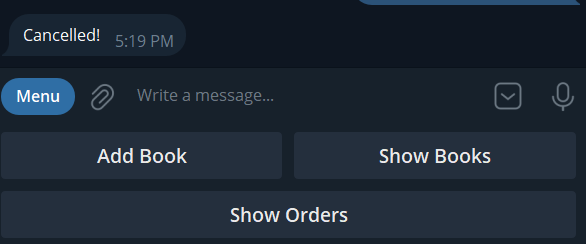 Cancelled! 5:19 PM
Menu Write a message...
Add Book Show Books
Show Orders